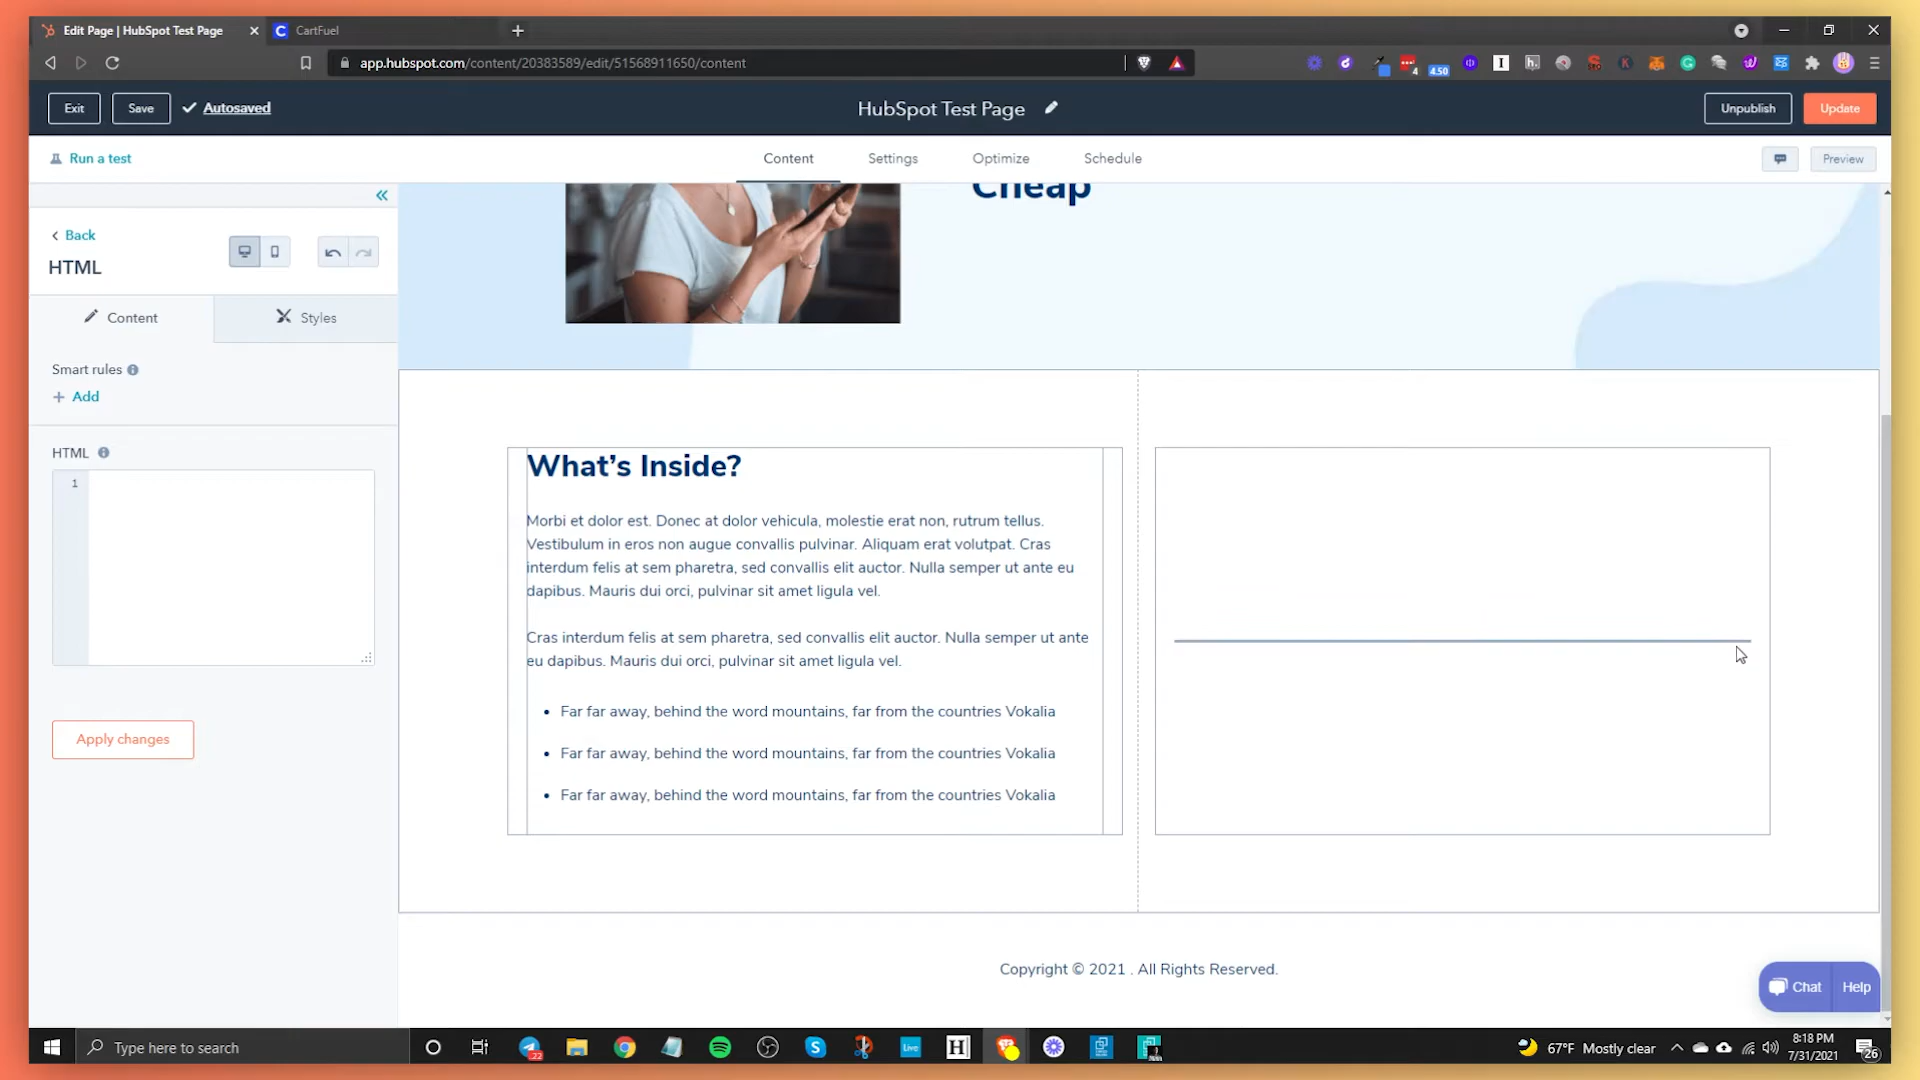 Edit Page | HubSpot Test Page
CartFuel
app.hubspot.com/content/20383589/edit/51568911650/content
4
4.50
Exit
Save
Autosaved
HubSpot Test Page
Unpublish
Update
Run a test
Content
Settings
Optimize
Schedule
Preview
Back
HTML
Content
Styles
Smart rules
Add
HTML
1
Apply changes
Cheap
What's Inside?
Morbi et dolor est. Donec at dolor vehicula, molestie erat non, rutrum tellus.
Vestibulum in eros non augue convallis pulvinar. Aliquam erat volutpat. Cras
interdum felis at sem pharetra, sed convallis elit auctor. Nulla semper ut ante eu
dapibus. Mauris dui orci, pulvinar sit amet ligula vel.
Cras interdum felis at sem pharetra, sed convallis elit auctor. Nulla semper ut ante
eu dapibus. Mauris dui orci, pulvinar sit amet ligula vel.
Far far away, behind the word mountains, far from the countries Vokalia
Far far away, behind the word mountains, far from the countries Vokalia
Far far away, behind the word mountains, far from the countries Vokalia
Copyright © 2021 . All Rights Reserved.
Chat
Help
Type here to search
22
Live
H
67°F Mostly clear
8:18 PM
7/31/2021
26